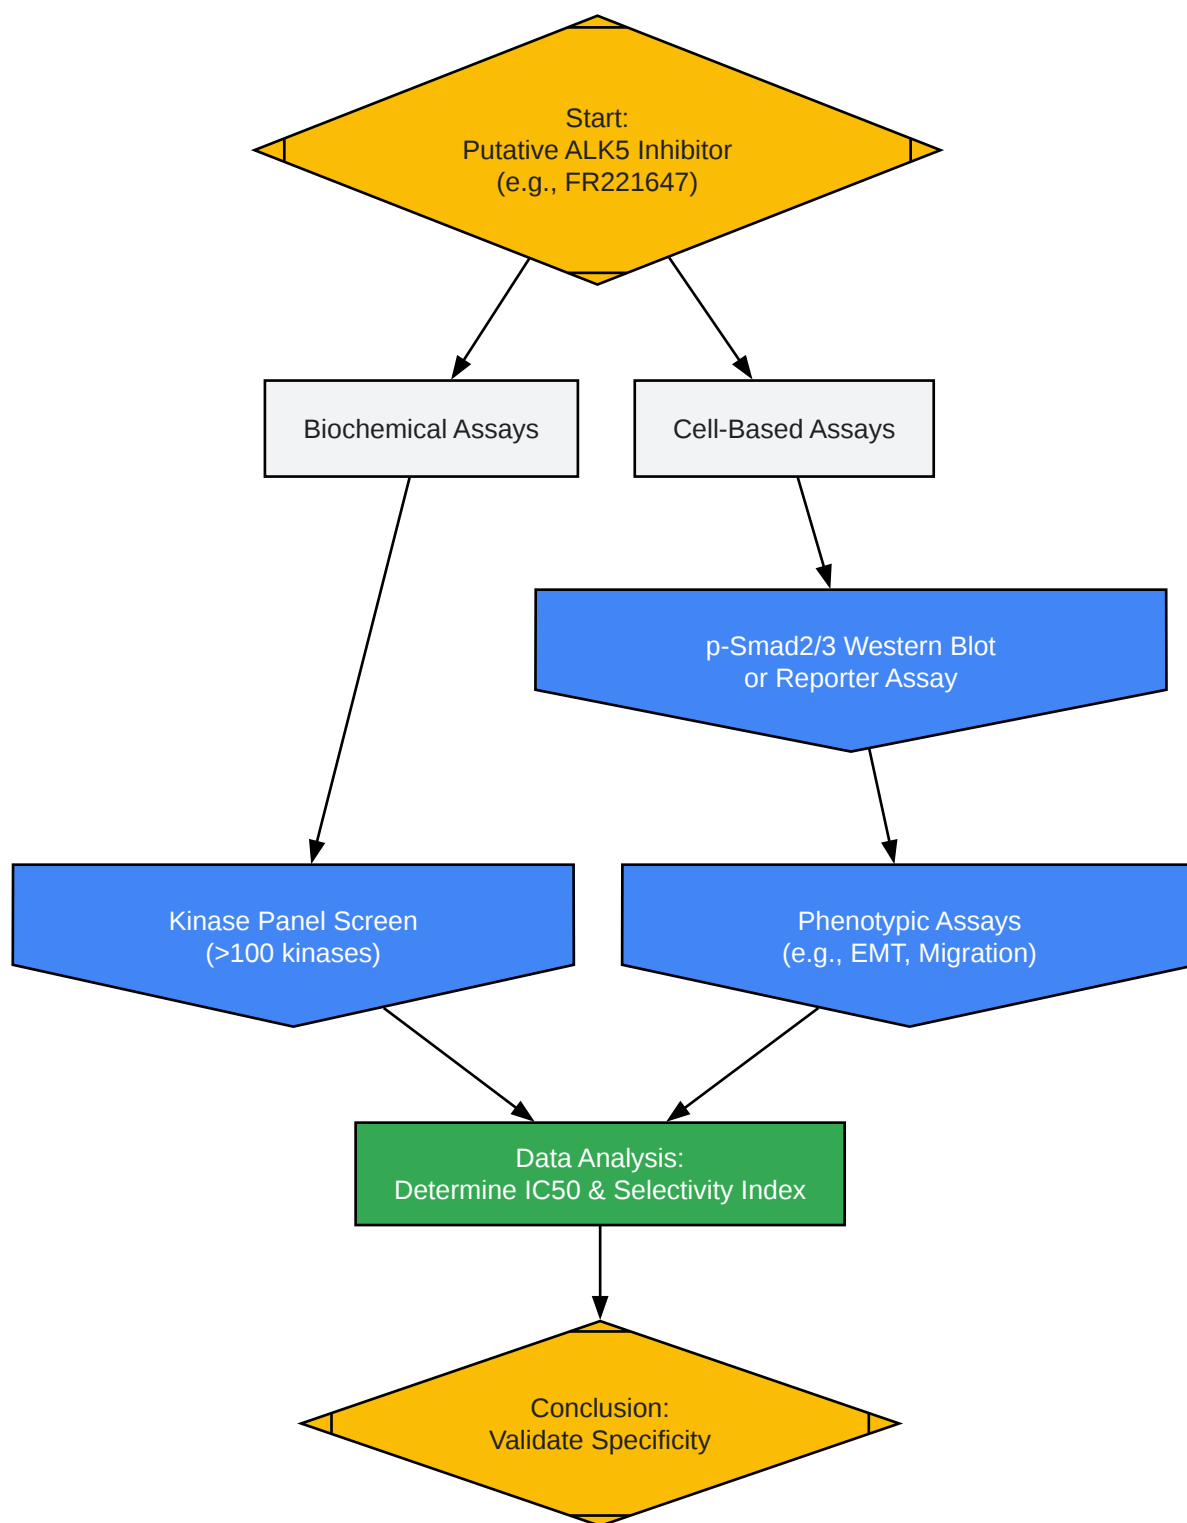 Start:
Putative ALK5 Inhibitor
(e.g., FR221647)
Biochemical Assays
Cell-Based Assays
p-Smad2/3 Western Blot
or Reporter Assay
Kinase Panel Screen
(>100 kinases)
Phenotypic Assays
(e.g., EMT, Migration)
Data Analysis:
Determine IC50 & Selectivity Index
Conclusion:
Validate Specificity